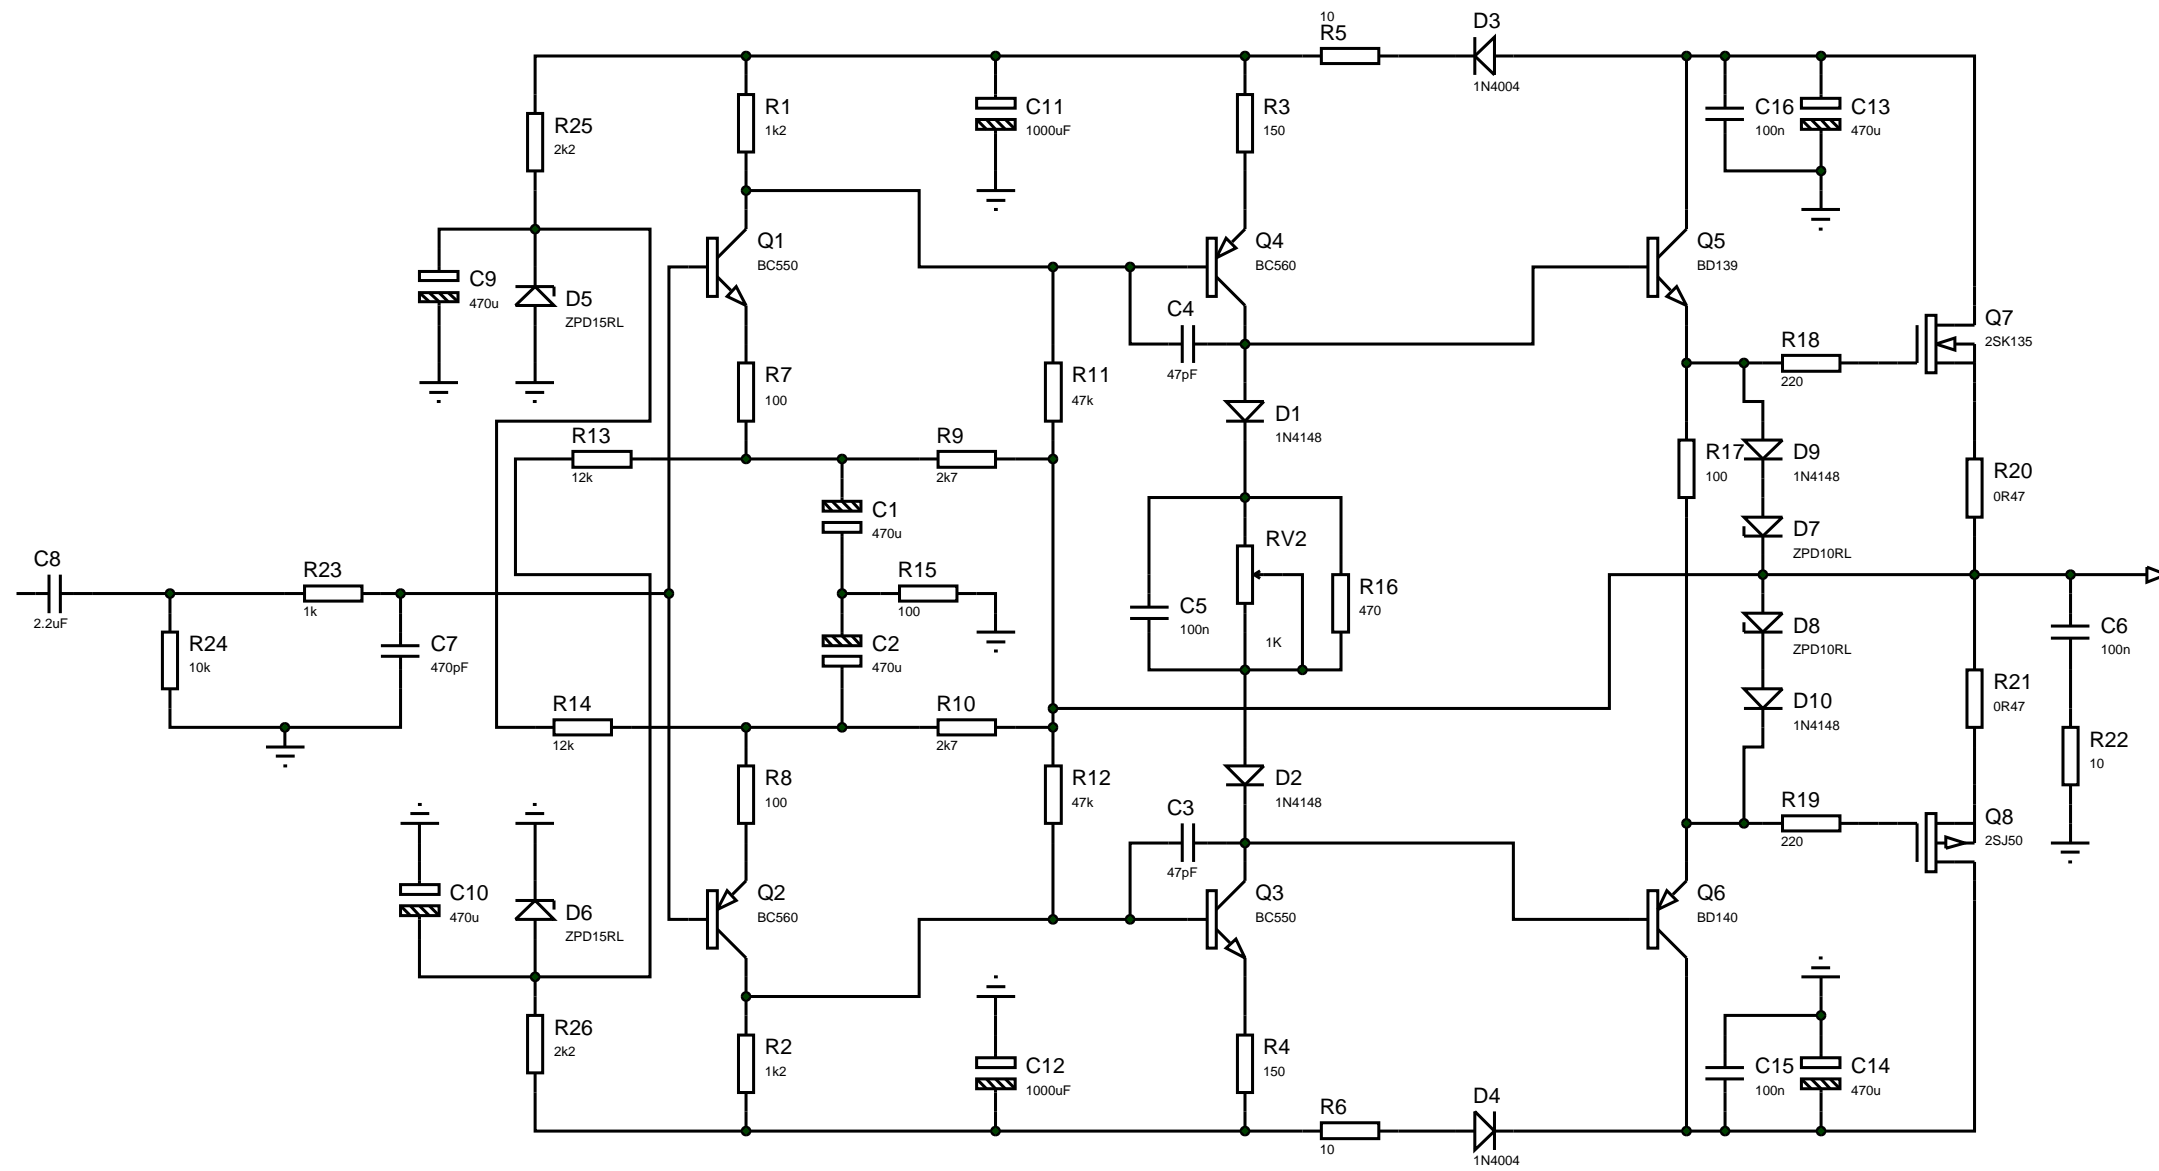 10
R5
D3
1N4004
R25
2k2
R1
1k2
C11
1000uF
R3
150
C16
100n
C13
470u
Q1
BC550
Q4
BC560
Q5
BD139
C9
470u
D5
ZPD15RL
C4
47pF
Q7
2SK135
R18
220
R7
100
R11
47k
D1
1N4148
R13
12k
R9
2k7
R17
100
D9
1N4148
R20
0R47
C1
470u
RV2
1K
D7
ZPD10RL
C8
2.2uF
R23
1k
R15
100
R16
470
C5
100n
R24
10k
C7
470pF
C2
470u
D8
ZPD10RL
C6
100n
R14
12k
R10
2k7
D10
1N4148
R21
0R47
R22
10
R8
100
R12
47k
D2
1N4148
C3
47pF
R19
220
Q8
2SJ50
C10
470u
D6
ZPD15RL
Q2
BC560
Q3
BC550
Q6
BD140
R26
2k2
R2
1k2
C12
1000uF
R4
150
C15
100n
C14
470u
R6
10
D4
1N4004